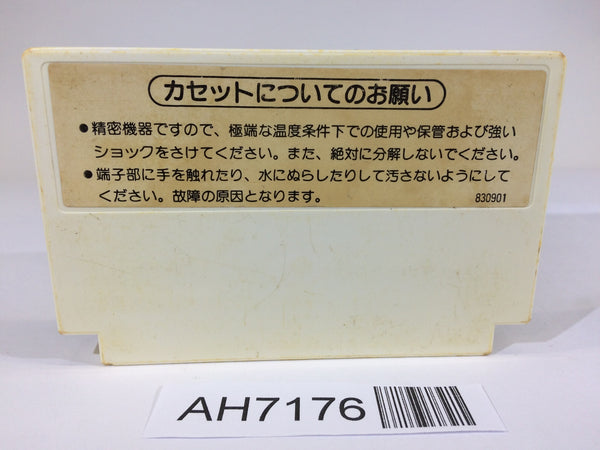 カセットについてのお願い
●精密機器ですので、極端な温度条件下での使用や保管および強い
ショックをさけてください。また、絶対に分解しないでください。
●端子部に手を触れたり、水にぬらしたりして汚さないようにして
ください。故障の原因となります。
830901
AH7176